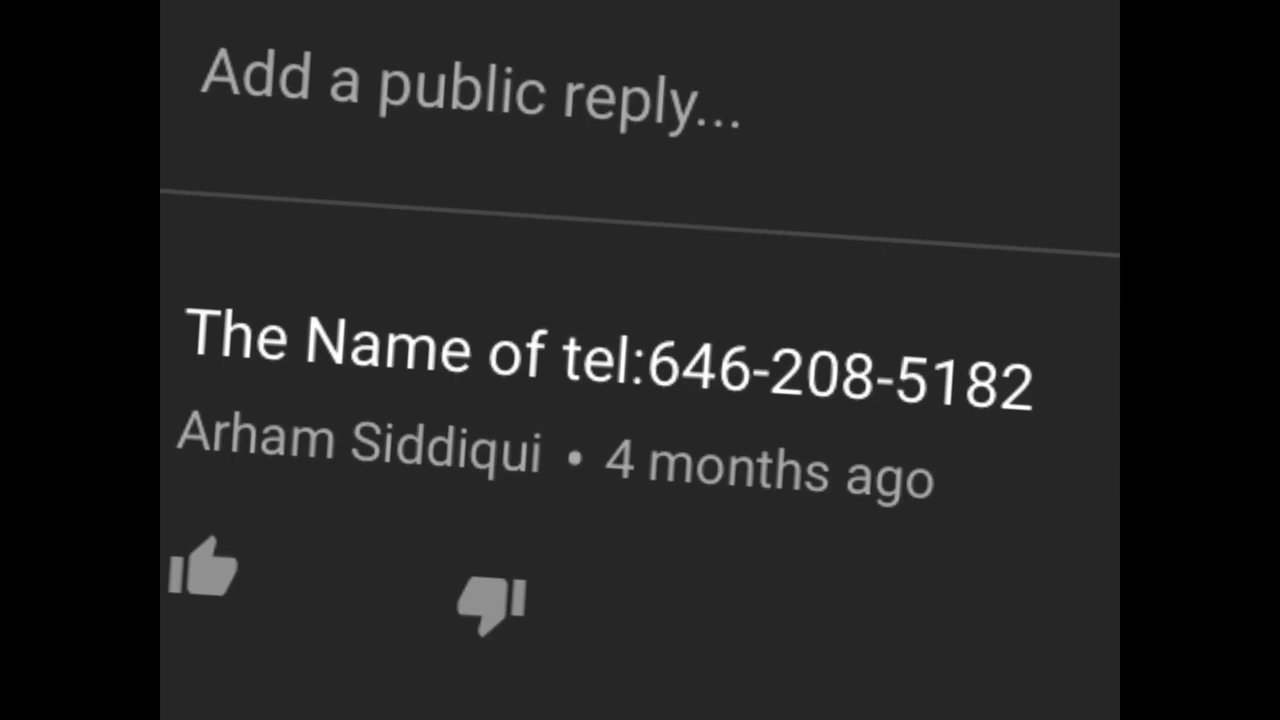 Add a public reply...
The Name of tel:646-208-5182
Arham Siddiqui • 4 months ago